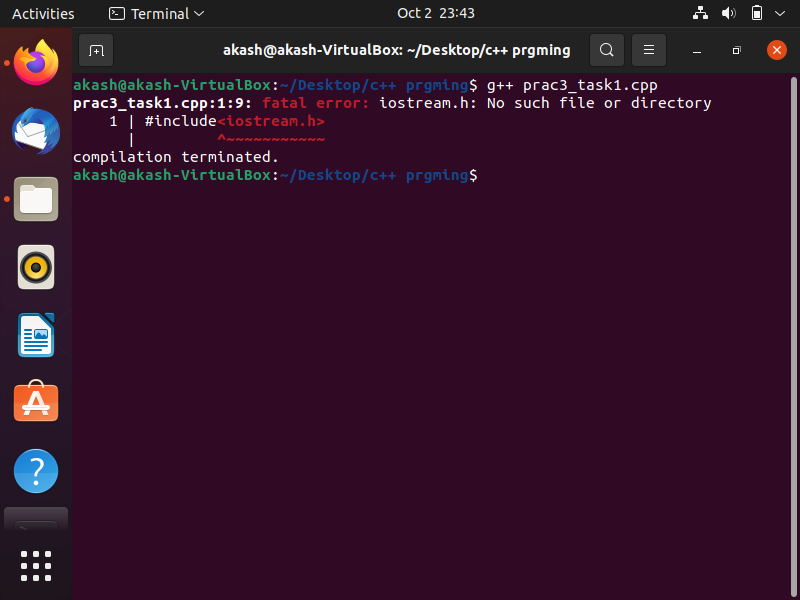 Activities Terminal Oct 2 23:43
akash@akash-VirtualBox: ~/Desktop/c++ prgming
akash@akash-VirtualBox:~/Desktop/c++ prgming$ g++ prac3_task1.cpp
prac3_task1.cpp:1:9: fatal error: iostream.h: No such file or directory
    1 | #include<iostream.h>
      |         ^~~~~~~~~~~~
compilation terminated.
akash@akash-VirtualBox:~/Desktop/c++ prgming$